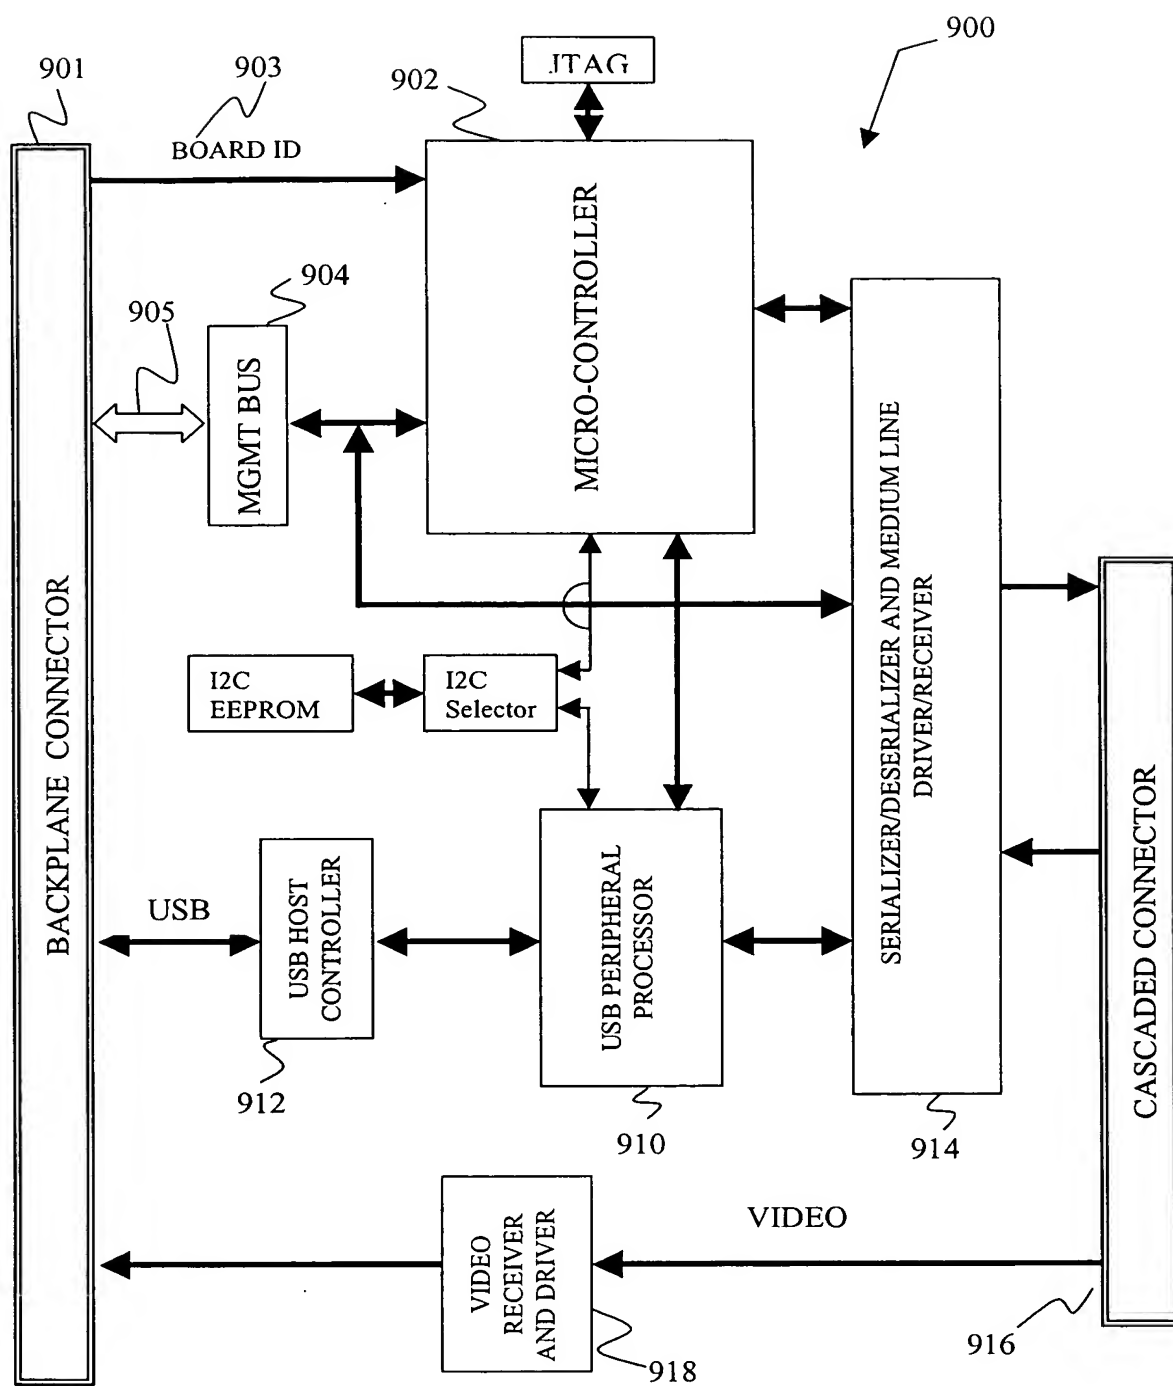 900
JTAG
901
903
902
BOARD ID
904
905
MGMT BUS
MICRO-CONTROLLER
SERIALIZER/DESERIALIZER AND MEDIUM LINE
DRIVER/RECEIVER
BACKPLANE CONNECTOR
I2C
EEPROM
I2C
Selector
CASCADED CONNECTOR
USB
USB HOST
CONTROLLER
USB PERIPHERAL
PROCESSOR
912
910
914
VIDEO
VIDEO
RECEIVER
AND DRIVER
916
918